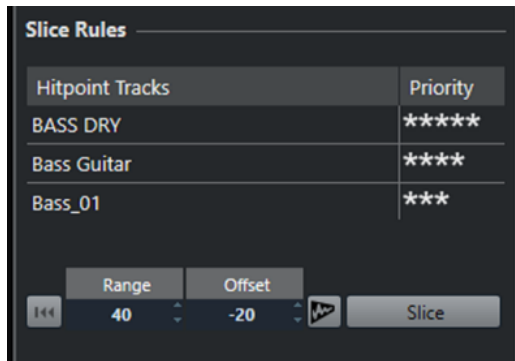 Slice Rules
Hitpoint Tracks Priority
BASS DRY *****
Bass Guitar ****
Bass_01 ***
Range Offset
40 -20 Slice